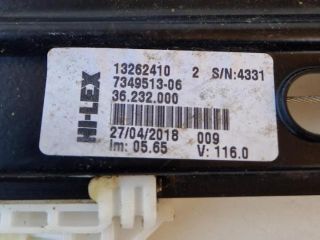 HI-LEX
13262410 2 S/N:4331
7349513-06
36.232.000
27/04/2018 009
Im: 05.65 V: 116.0